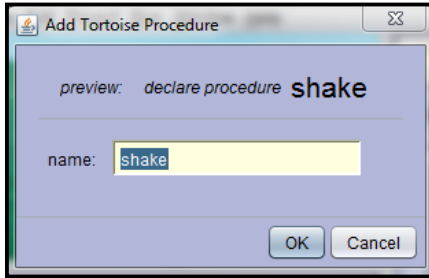 Add Tortoise Procedure
preview: declare procedure shake
name: shake
OK Cancel